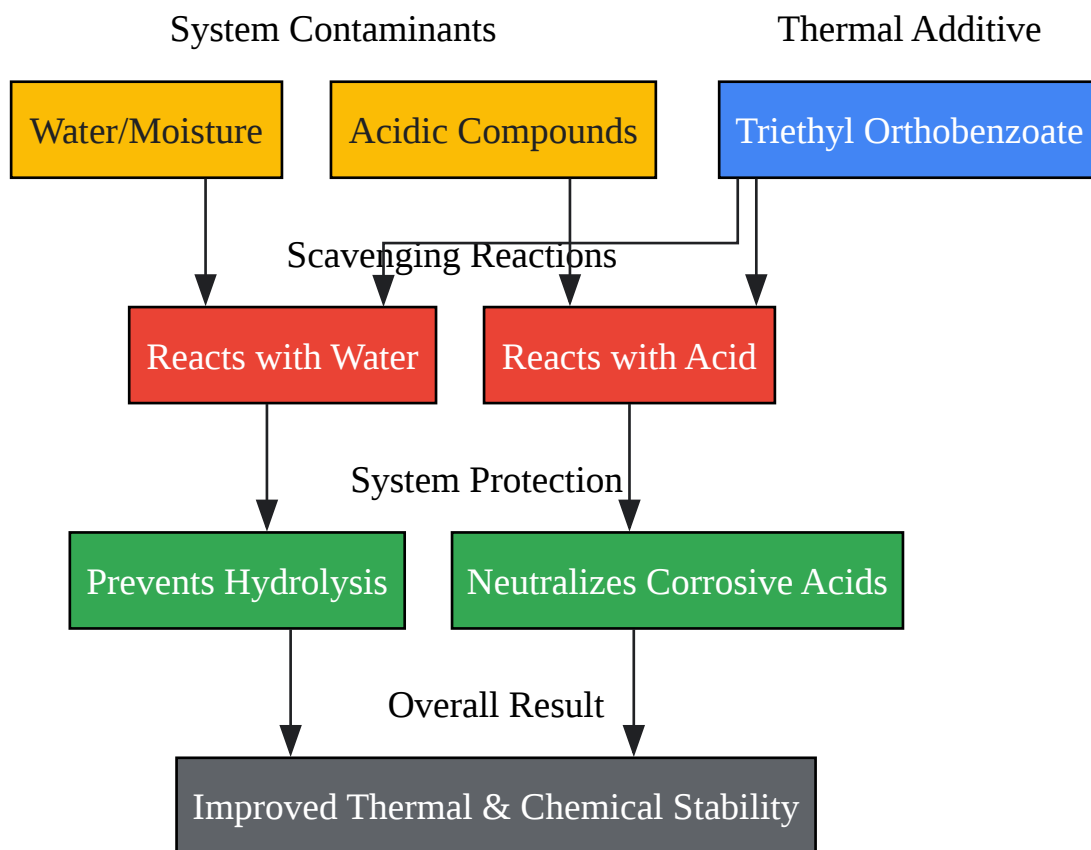 System Contaminants
Thermal Additive
Water/Moisture
Acidic Compounds
Triethyl Orthobenzoate
Scavenging Reactions
Reacts with Water
Reacts with Acid
System Protection
Prevents Hydrolysis
Neutralizes Corrosive Acids
Overall Result
Improved Thermal & Chemical Stability